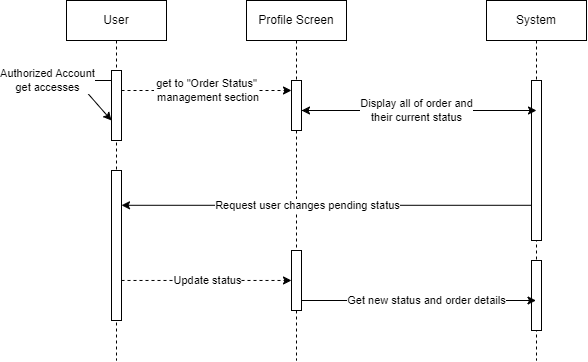 User
Profile Screen
System
Authorized Account
get accesses
get to "Order Status"
management section
Display all of order and
their current status
Request user changes pending status
Update status
Get new status and order details